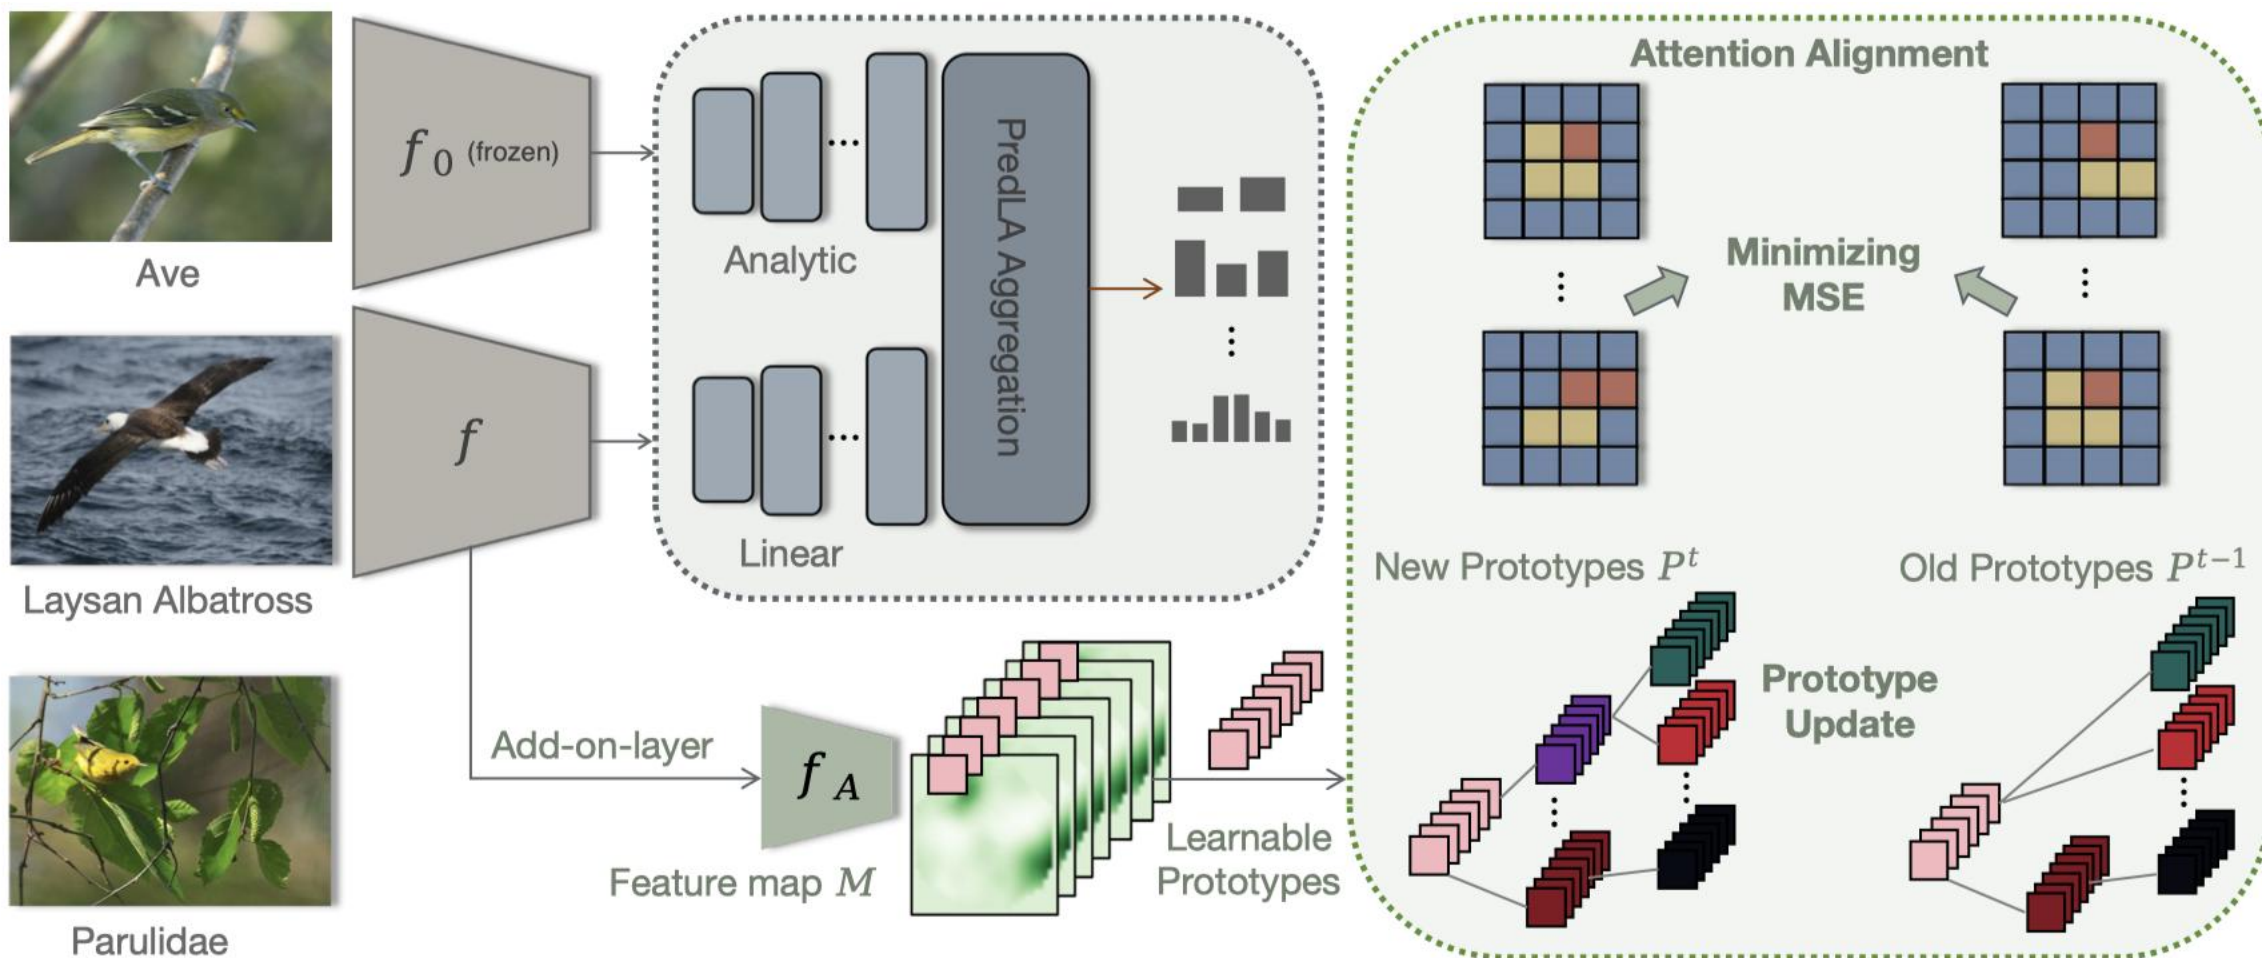 Ave
Laysan Albatross
Parulidae
f0 (frozen)
f
Analytic
Linear
PredLA Aggregation
Add-on-layer
fA
Feature map M
Learnable
Prototypes
Attention Alignment
Minimizing
MSE
New Prototypes P^t
Old Prototypes P^{t−1}
Prototype
Update